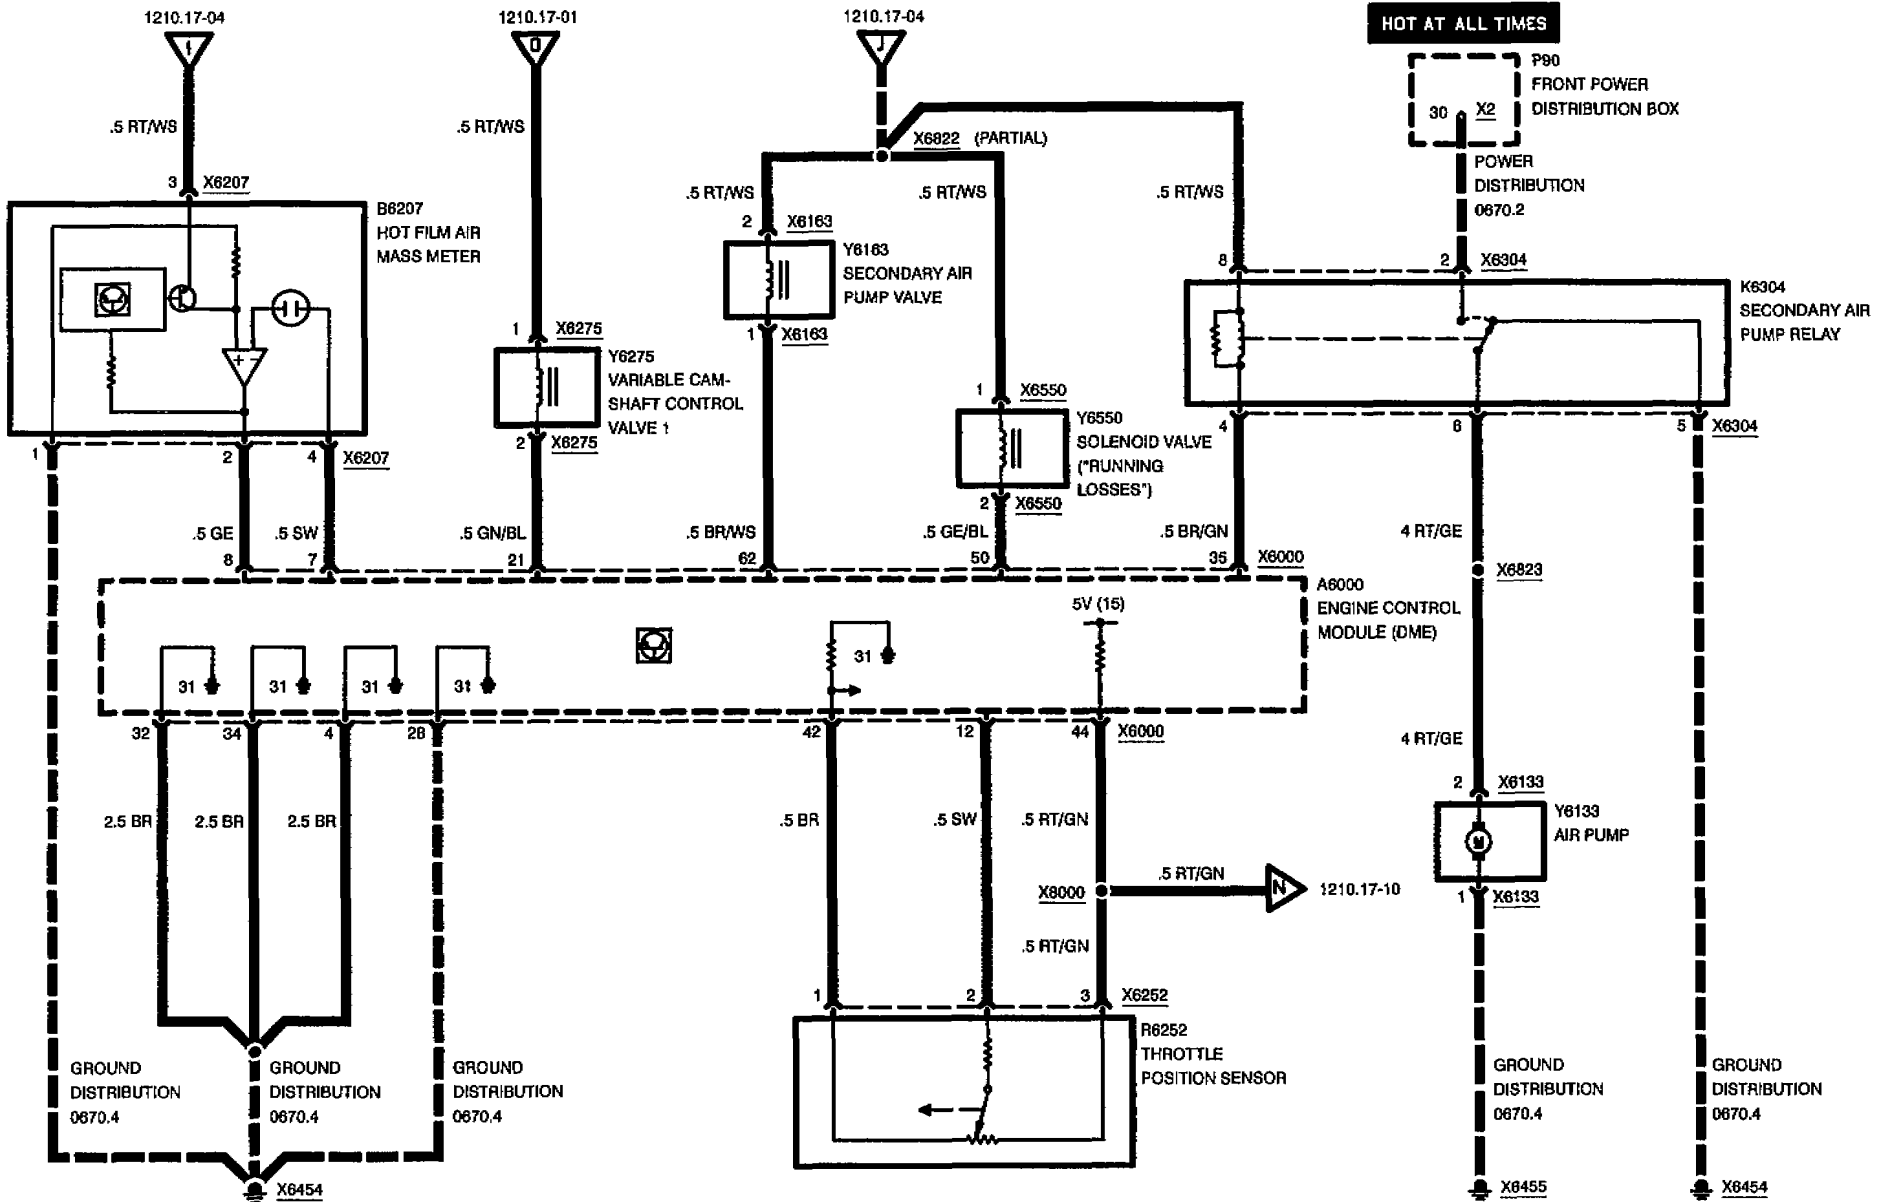 1210.17-04
1210.17-01
1210.17-04
HOT AT ALL TIMES
I
O
J
P90
FRONT POWER
DISTRIBUTION BOX
30
X2
.5 RT/WS
.5 RT/WS
X6822 (PARTIAL)
POWER
DISTRIBUTION
0670.2
3
X6207
.5 RT/WS
.5 RT/WS
.5 RT/WS
B6207
HOT FILM AIR
MASS METER
2
X6163
Y6163
SECONDARY AIR
PUMP VALVE
8
2
X6304
K6304
SECONDARY AIR
PUMP RELAY
+ -
1
X6275
1
X6163
Y6275
VARIABLE CAM-
SHAFT CONTROL
VALVE 1
1
X6550
Y6550
SOLENOID VALVE
("RUNNING
LOSSES")
2
X6275
2
X6550
1
2
4
X6207
4
6
5
X6304
.5 GE
.5 SW
.5 GN/BL
.5 BR/WS
.5 GE/BL
.5 BR/GN
4 RT/GE
8
7
21
62
50
35
X6000
X6823
A6000
ENGINE CONTROL
MODULE (DME)
5V (15)
31
31
31
31
31
32
34
4
28
42
12
44
X6000
4 RT/GE
2
X6133
Y6133
AIR PUMP
M
1
X6133
2.5 BR
2.5 BR
2.5 BR
.5 BR
.5 SW
.5 RT/GN
X8000
.5 RT/GN
N
1210.17-10
.5 RT/GN
1
2
3
X6252
R6252
THROTTLE
POSITION SENSOR
GROUND
DISTRIBUTION
0670.4
GROUND
DISTRIBUTION
0670.4
GROUND
DISTRIBUTION
0670.4
GROUND
DISTRIBUTION
0670.4
GROUND
DISTRIBUTION
0670.4
X6454
X6455
X6454